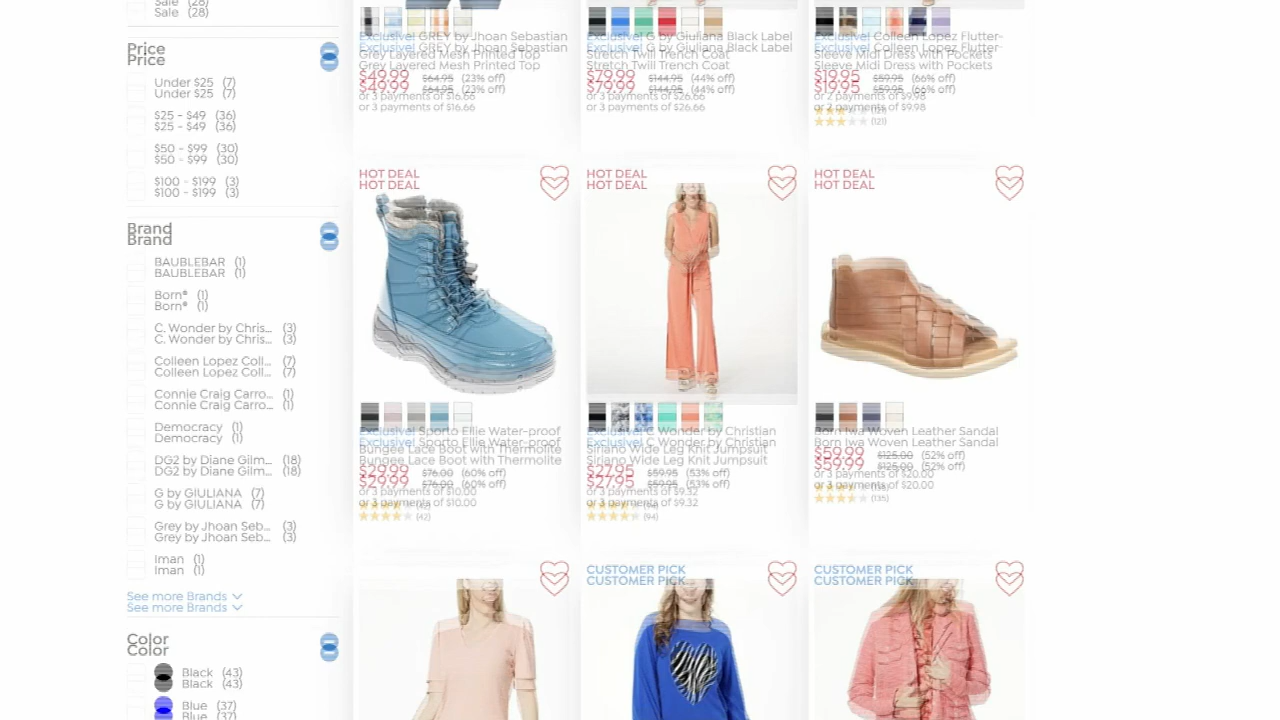 Sale (28)
Price
Under $25 (7)
$25 - $49 (36)
$50 - $99 (30)
$100 - $199 (3)
Brand
BAUBLEBAR (1)
Born® (1)
C. Wonder by Chris... (3)
Colleen Lopez Coll... (7)
Connie Craig Carro... (1)
Democracy (1)
DG2 by Diane Gilm... (18)
G by GIULIANA (7)
Grey by Jhoan Seb... (3)
Iman (1)
See more Brands
Color
Black (43)
Blue (37)
Exclusive! GREY by Jhoan Sebastian
Grey Layered Mesh Printed Top
$49.99 $64.95 (23% off)
or 3 payments of $16.66
Exclusive! G by Giuliana Black Label
Stretch Twill Trench Coat
$79.99 $144.95 (44% off)
or 3 payments of $26.66
Exclusive! Colleen Lopez Flutter-
Sleeve Midi Dress with Pockets
$19.95 $59.95 (66% off)
or 2 payments of $9.98
(121)
HOT DEAL
Exclusive! Sporto Ellie Water-proof
Bungee Lace Boot with Thermolite
$29.99 $76.00 (60% off)
or 3 payments of $10.00
(42)
HOT DEAL
Exclusive! C Wonder by Christian
Siriano Wide Leg Knit Jumpsuit
$27.95 $59.95 (53% off)
or 3 payments of $9.32
(94)
HOT DEAL
Born Iwa Woven Leather Sandal
$59.99 $125.00 (52% off)
or 3 payments of $20.00
(135)
CUSTOMER PICK
CUSTOMER PICK